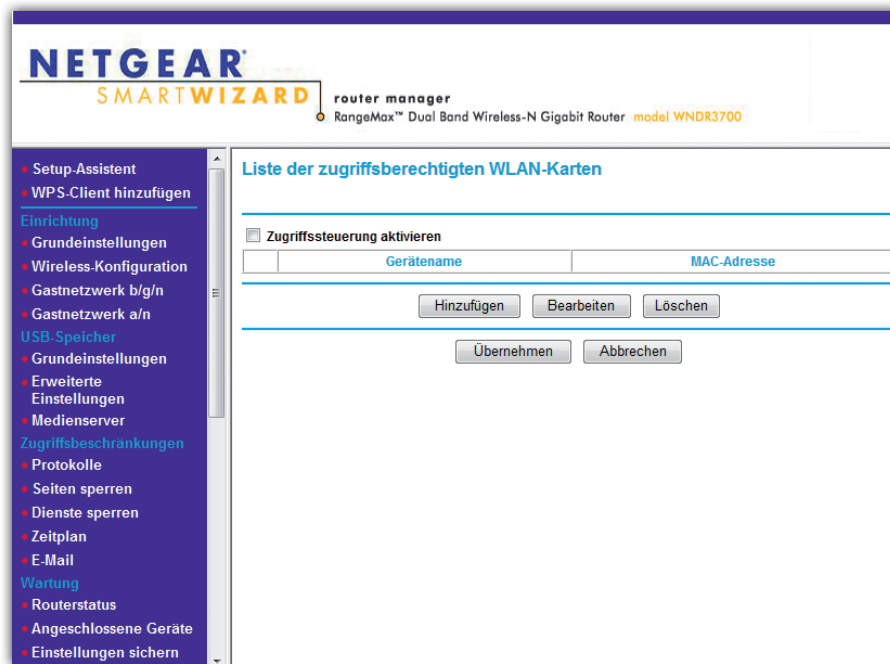 NETGEAR
SMARTWIZARD
router manager
RangeMax™ Dual Band Wireless-N Gigabit Router model WNDR3700
Setup-Assistent
WPS-Client hinzufügen
Einrichtung
Grundeinstellungen
Wireless-Konfiguration
Gastnetzwerk b/g/n
Gastnetzwerk a/n
USB-Speicher
Grundeinstellungen
Erweiterte
Einstellungen
Medienserver
Zugriffsbeschränkungen
Protokolle
Seiten sperren
Dienste sperren
Zeitplan
E-Mail
Wartung
Routerstatus
Angeschlossene Geräte
Einstellungen sichern
Liste der zugriffsberechtigten WLAN-Karten
Zugriffssteuerung aktivieren
Gerätename MAC-Adresse
Hinzufügen Bearbeiten Löschen
Übernehmen Abbrechen